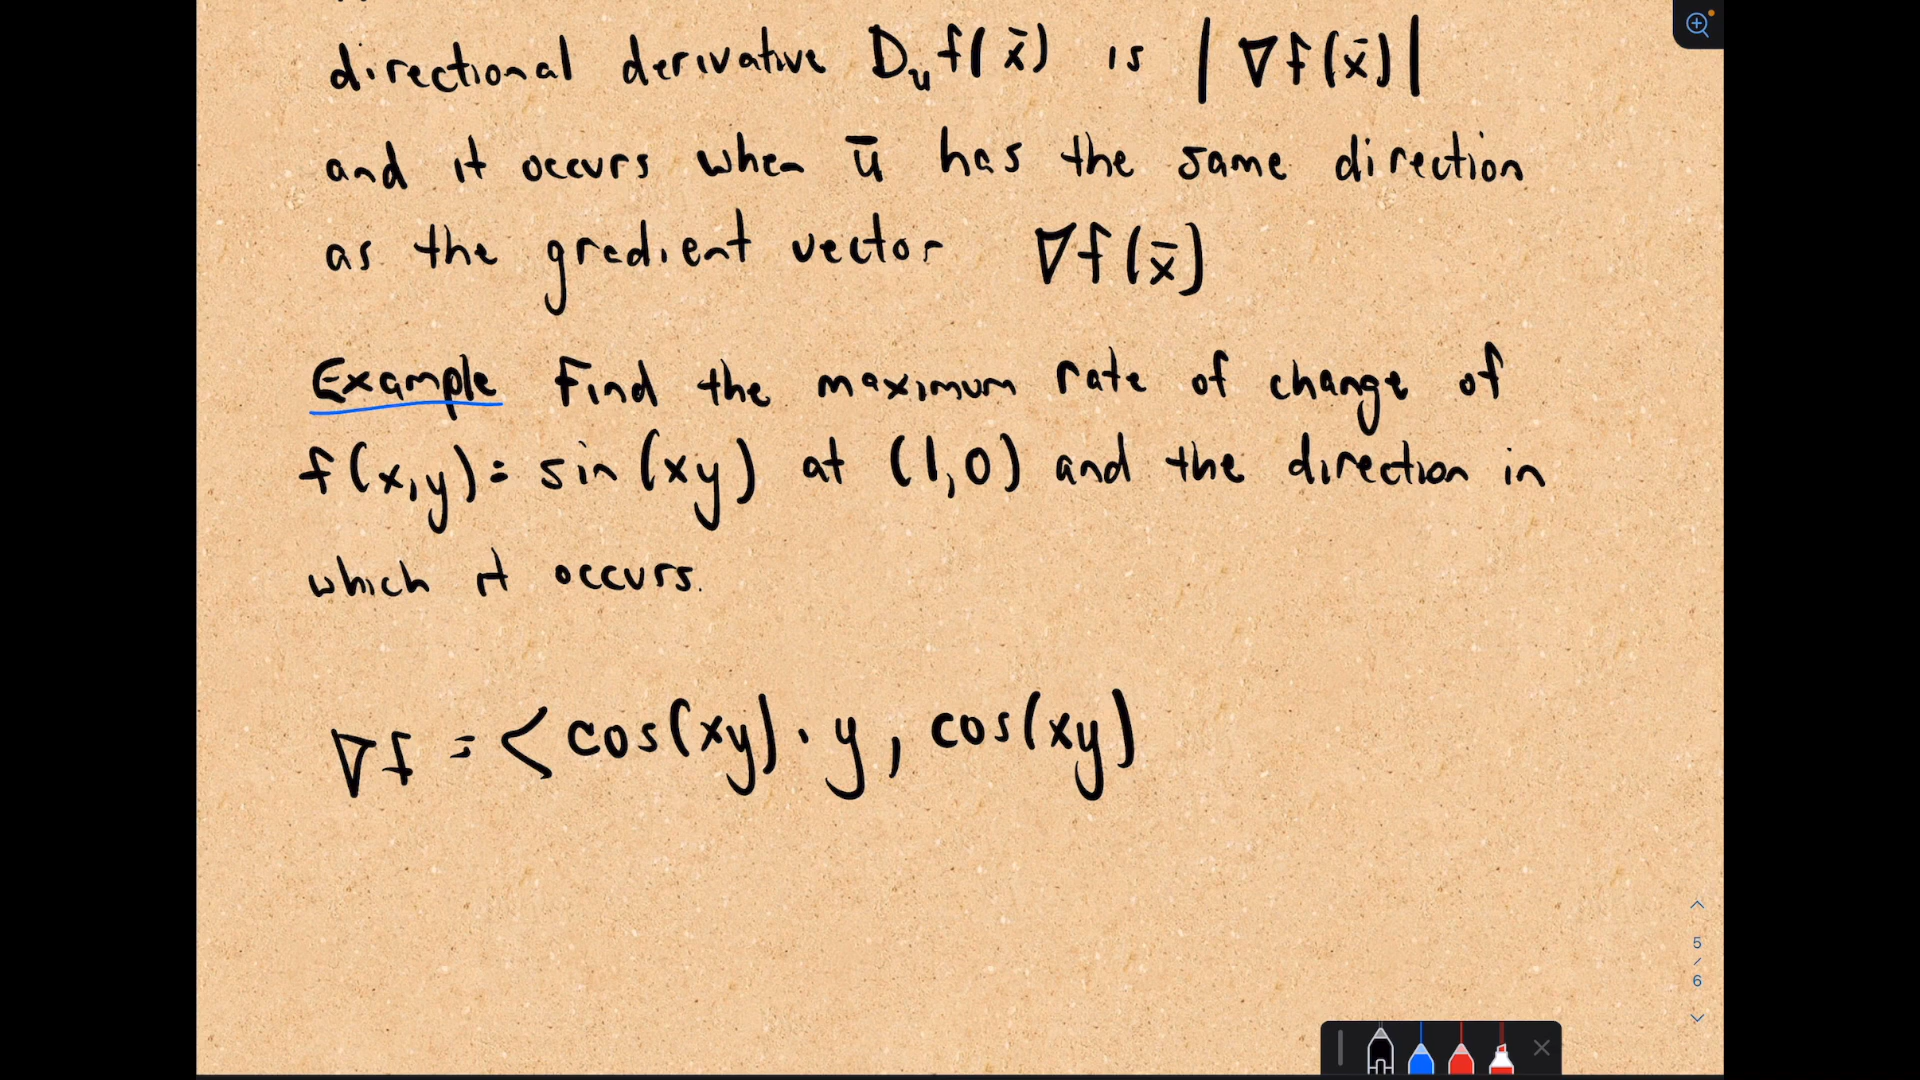 directional derivative Dᵤf(x̄) is |∇f(x̄)|
and it occurs when ū has the same direction
as the gradient vector ∇f(x̄)
Example Find the maximum rate of change of
f(x,y) = sin(xy) at (1,0) and the direction in
which it occurs.
∇f = <cos(xy)·y, cos(xy)
5
/
6